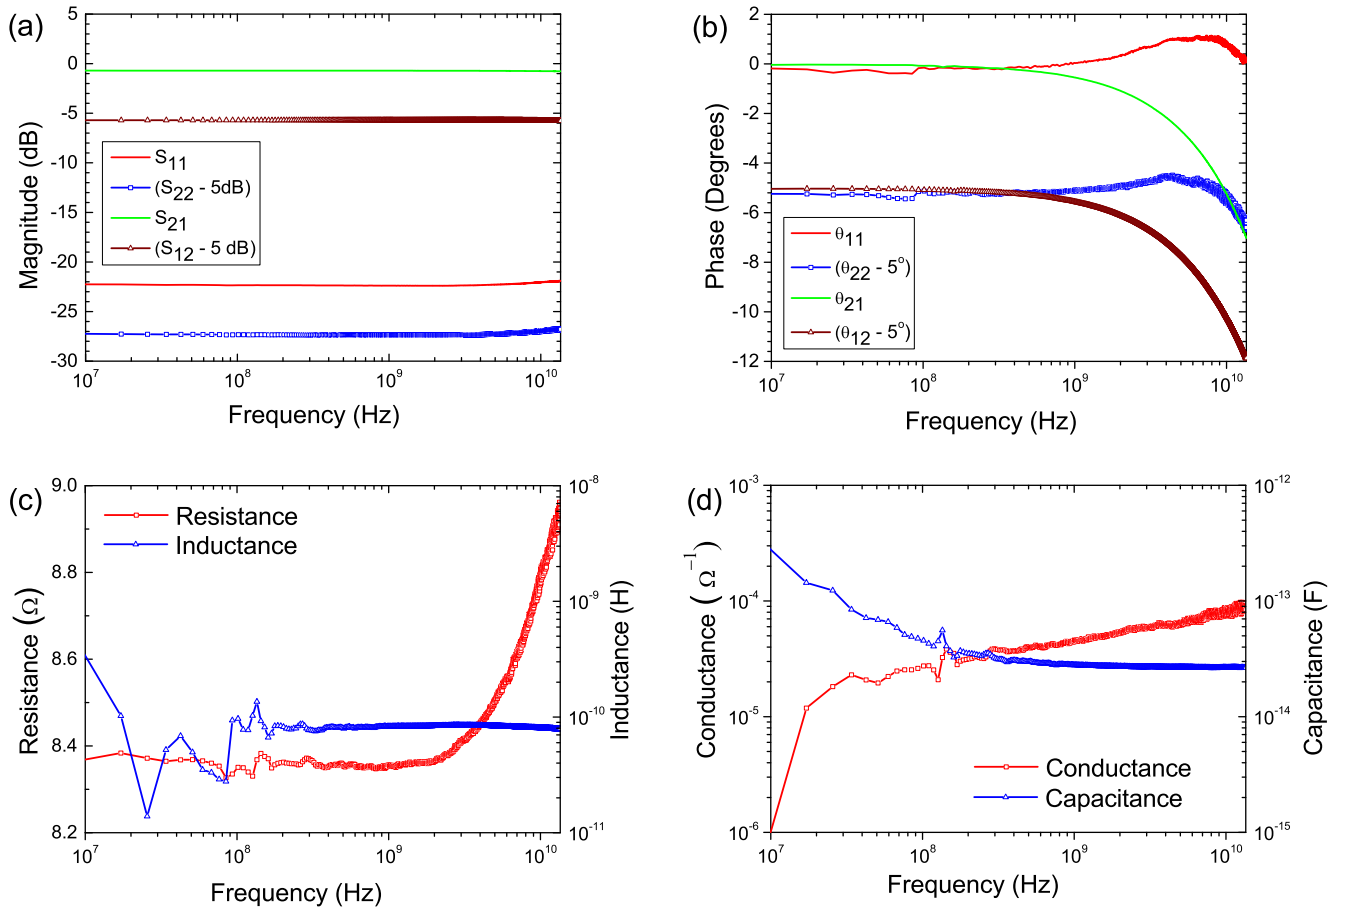 (a)
5
0
-5
-10
-15
-20
-25
-30
Magnitude (dB)
S11
(S22 - 5dB)
S21
(S12 - 5 dB)
10^7
10^8
10^9
10^10
Frequency (Hz)
(b)
2
0
-2
-4
-6
-8
-10
-12
Phase (Degrees)
θ11
(θ22 - 5°)
θ21
(θ12 - 5°)
10^7
10^8
10^9
10^10
Frequency (Hz)
(c)
9.0
8.8
8.6
8.4
8.2
Resistance (Ω)
Resistance
Inductance
10^-8
10^-9
10^-10
10^-11
Inductance (H)
10^7
10^8
10^9
10^10
Frequency (Hz)
(d)
10^-3
10^-4
10^-5
10^-6
Conductance ( Ω^-1)
Conductance
Capacitance
10^-12
10^-13
10^-14
10^-15
Capacitance (F)
10^7
10^8
10^9
10^10
Frequency (Hz)